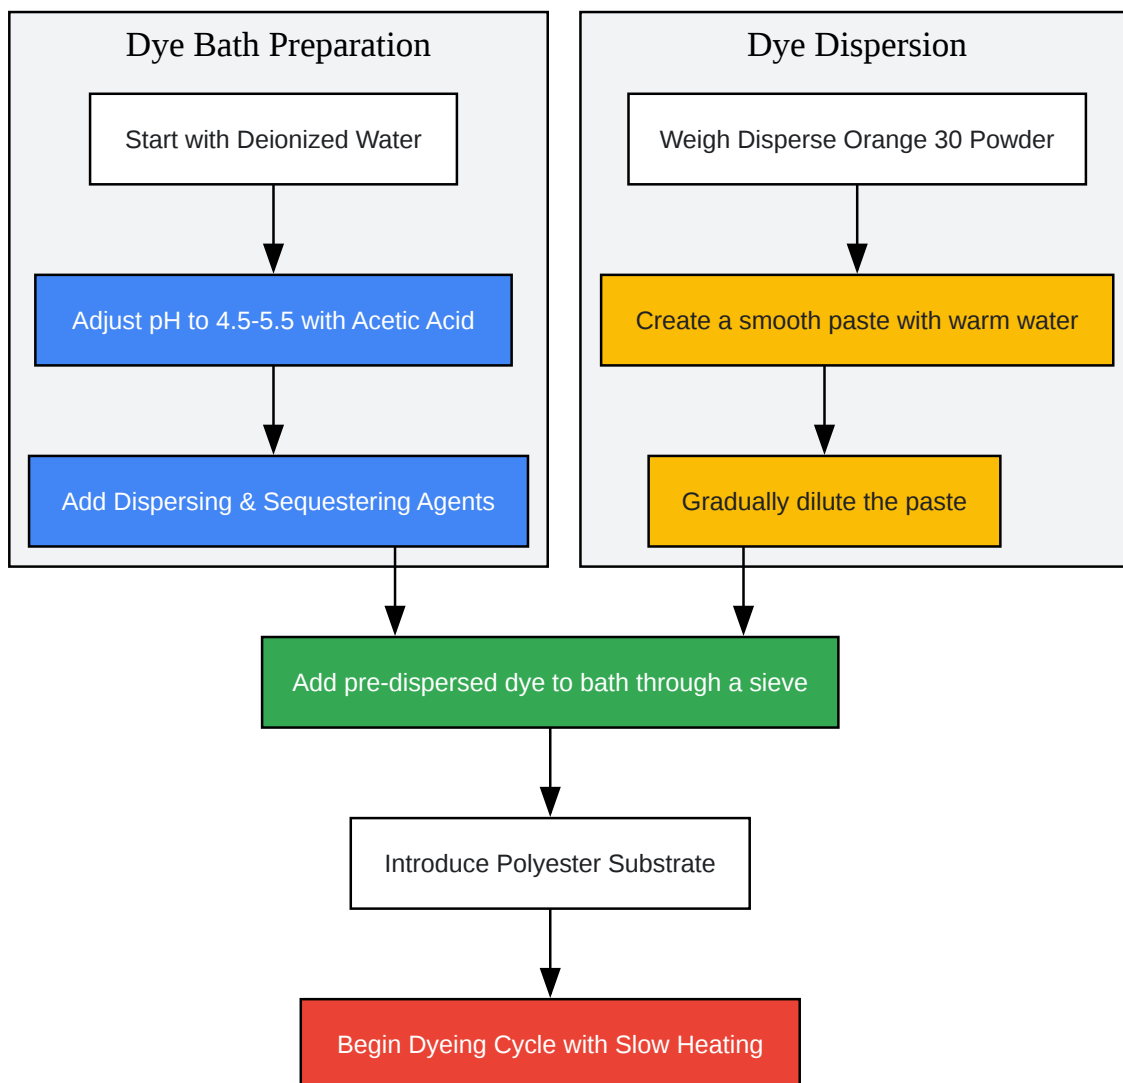 Dye Bath Preparation
Start with Deionized Water
Adjust pH to 4.5-5.5 with Acetic Acid
Add Dispersing & Sequestering Agents
Dye Dispersion
Weigh Disperse Orange 30 Powder
Create a smooth paste with warm water
Gradually dilute the paste
Add pre-dispersed dye to bath through a sieve
Introduce Polyester Substrate
Begin Dyeing Cycle with Slow Heating